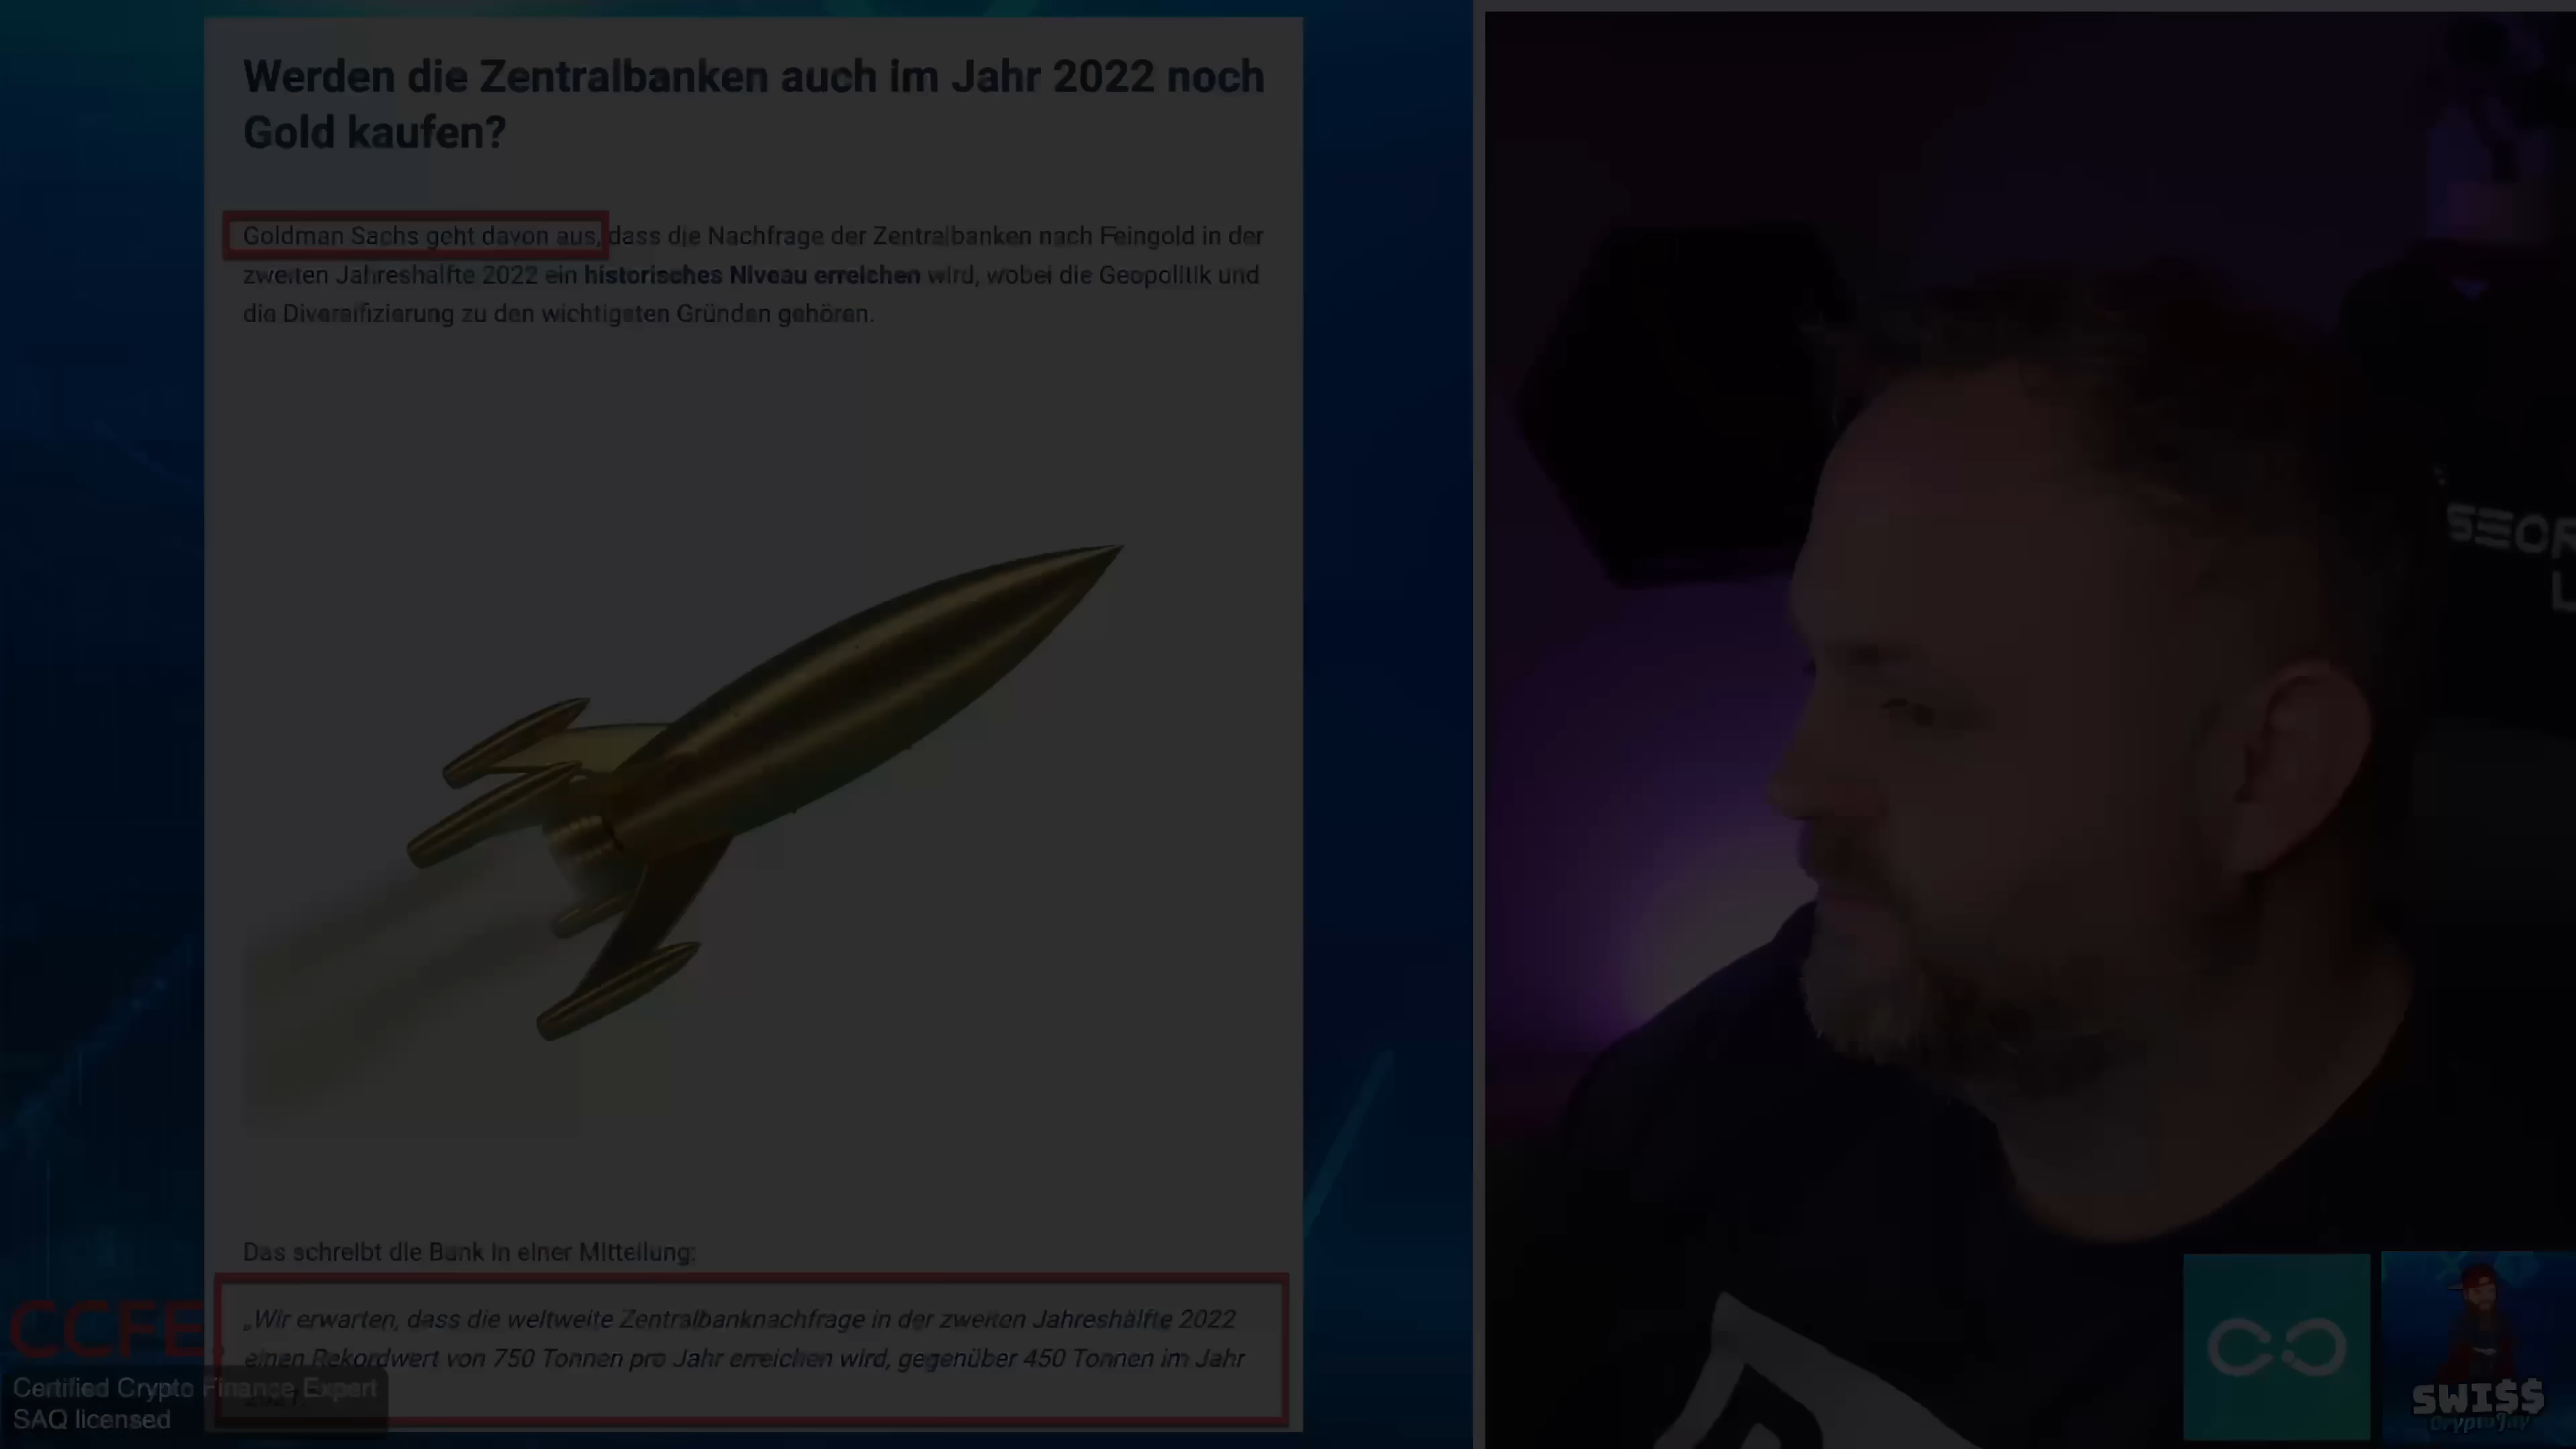 Werden die Zentralbanken auch im Jahr 2022 noch
Gold kaufen?
Goldman Sachs geht davon aus, dass die Nachfrage der Zentralbanken nach Feingold in der
zweiten Jahreshälfte 2022 ein historisches Niveau erreichen wird, wobei die Geopolitik und
die Diversifizierung zu den wichtigsten Gründen gehören.
Das schreibt die Bank in einer Mitteilung:
„Wir erwarten, dass die weltweite Zentralbanknachfrage in der zweiten Jahreshälfte 2022
einen Rekordwert von 750 Tonnen pro Jahr erreichen wird, gegenüber 450 Tonnen im Jahr
CCFE
Certified Crypto Finance Expert
SAQ licensed
SWI$$
CryptoJay